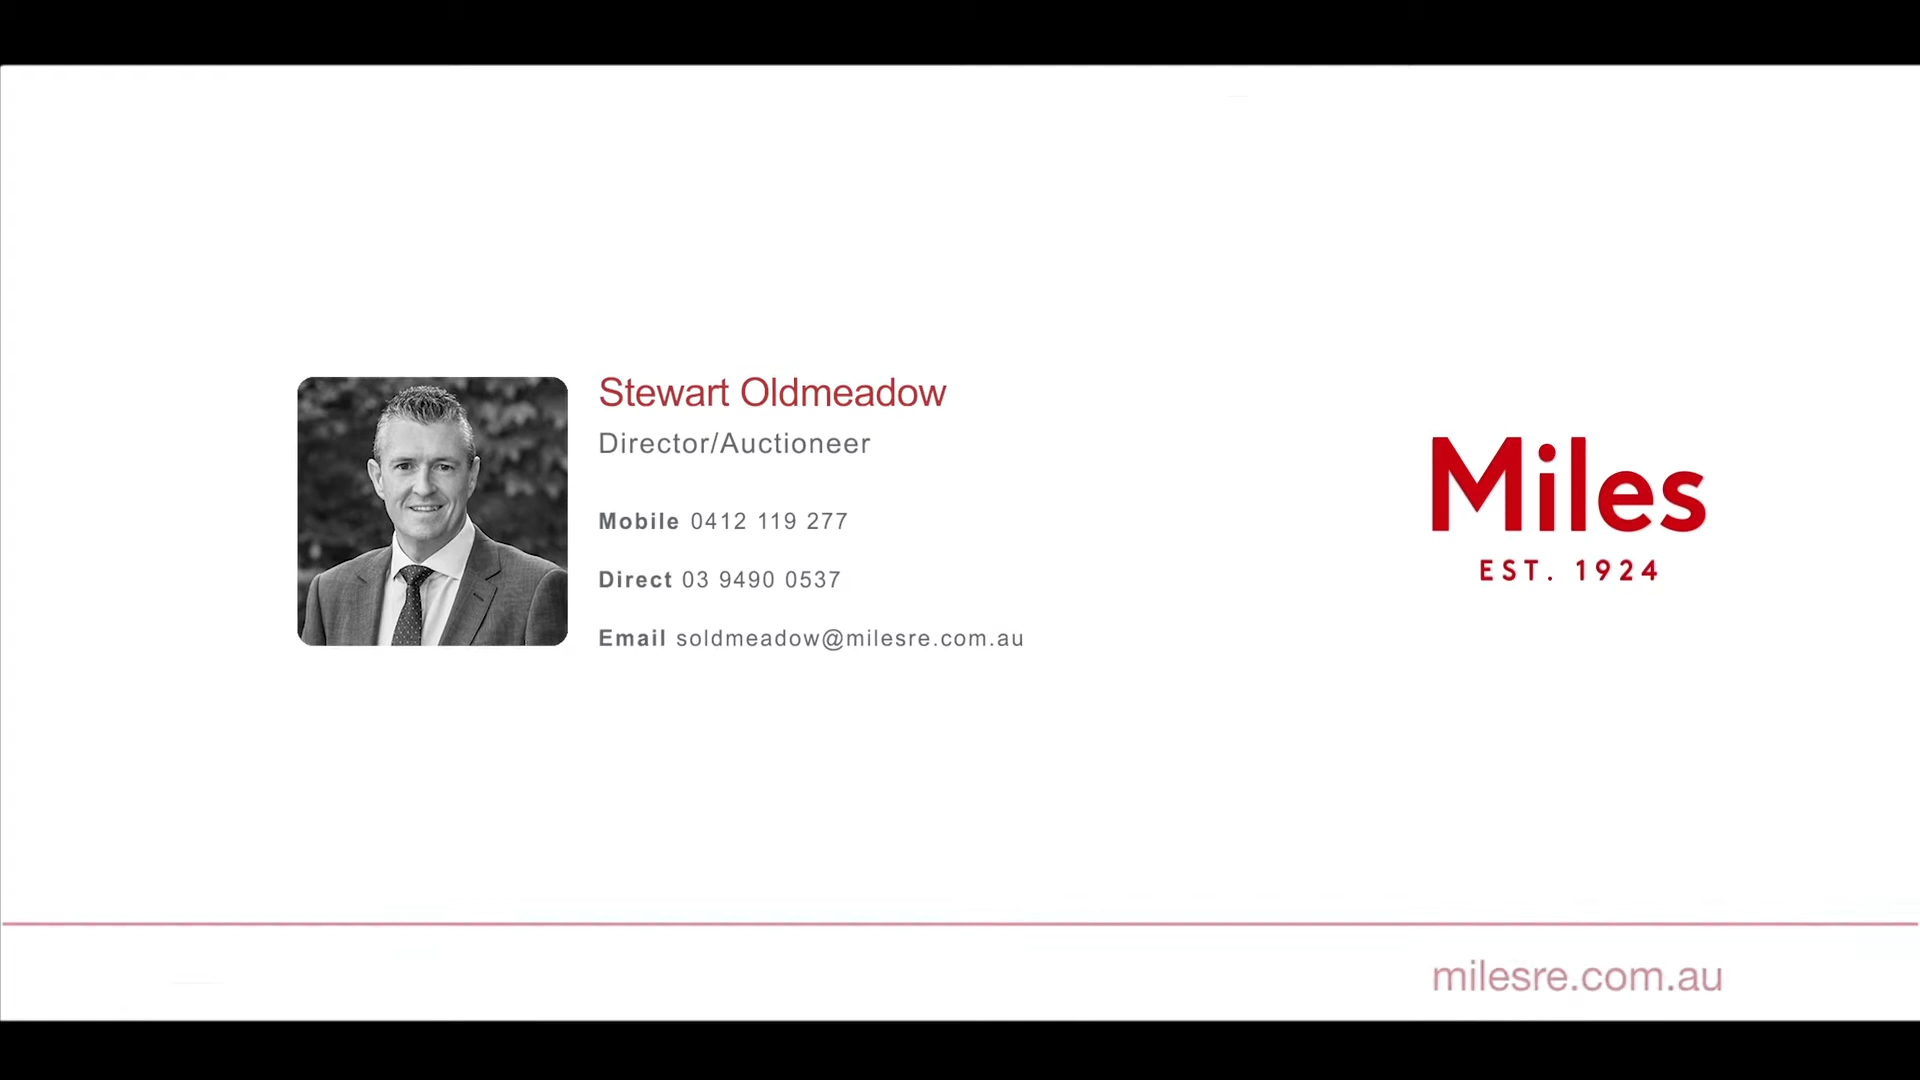 Stewart Oldmeadow
Director/Auctioneer
Mobile 0412 119 277
Direct 03 9490 0537
Email soldmeadow@milesre.com.au
Miles
EST. 1924
milesre.com.au